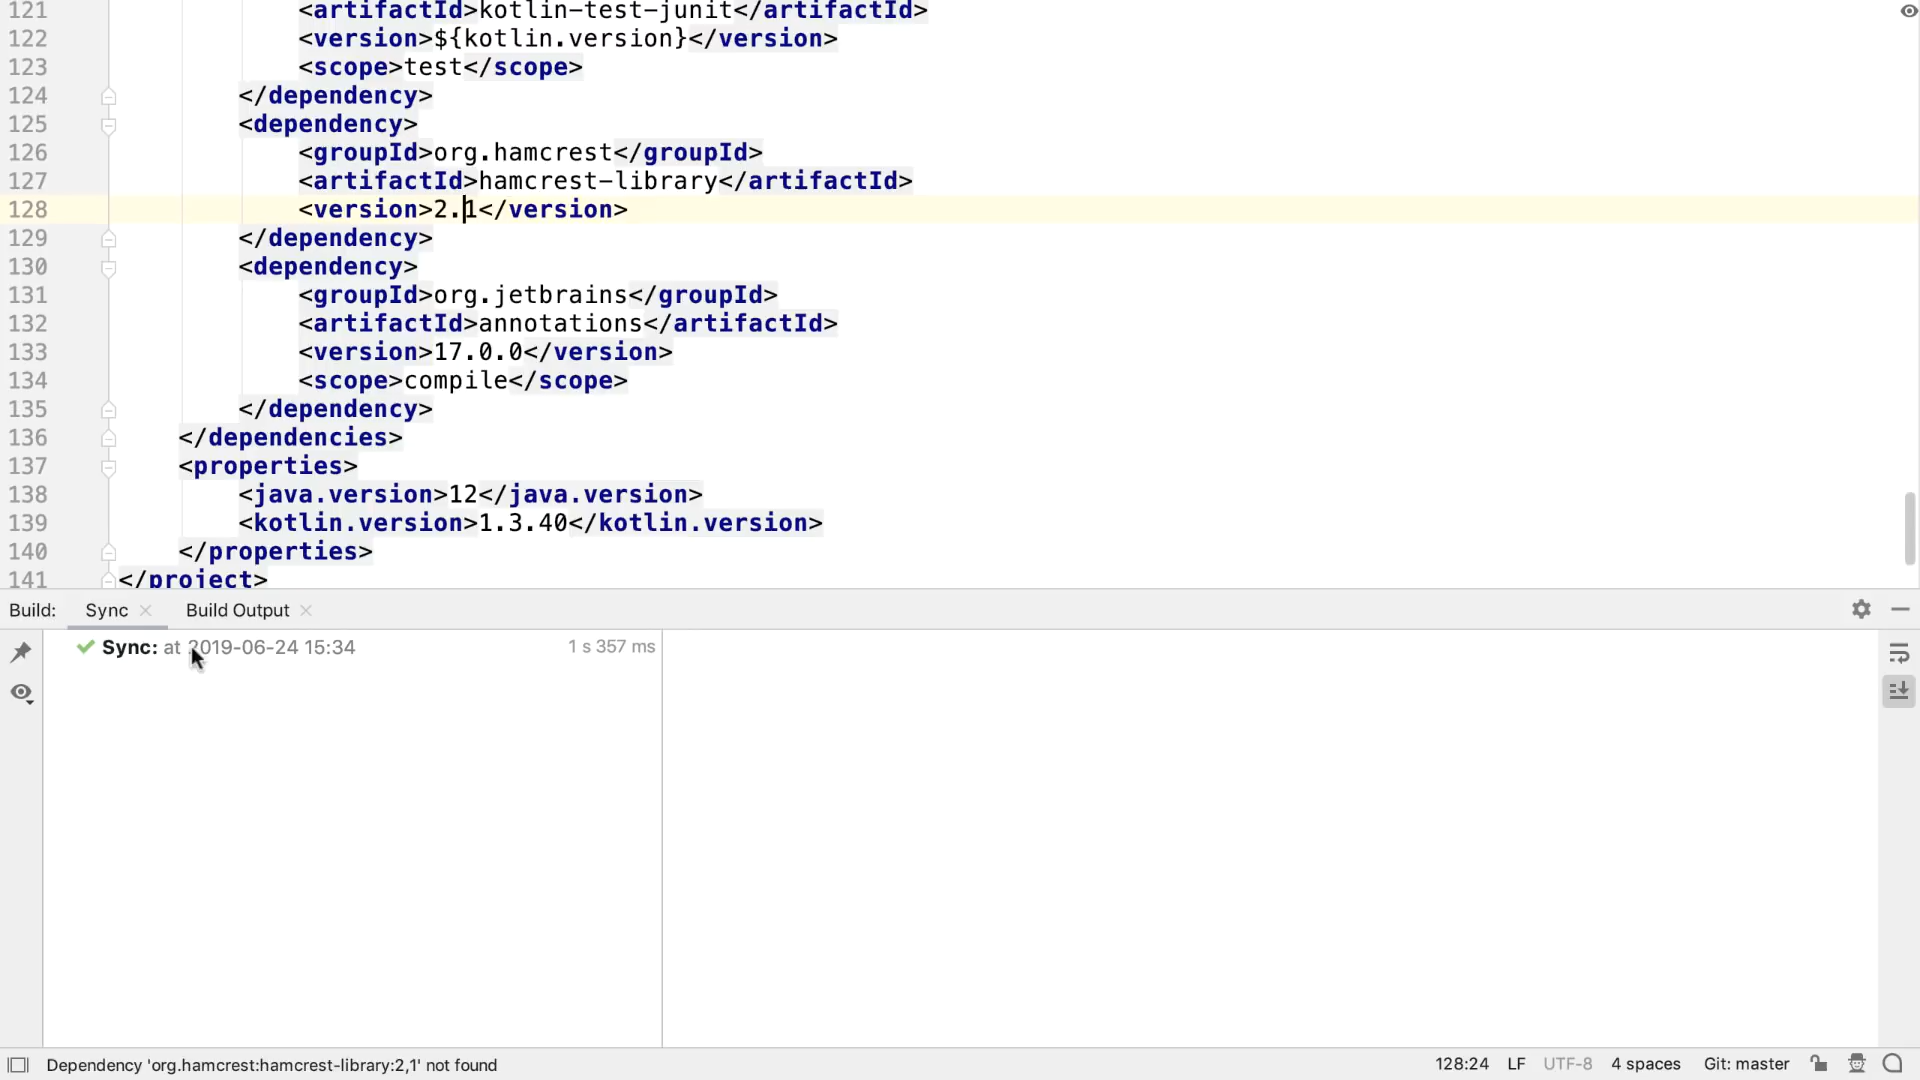 121 <artifactId>kotlin-test-junit</artifactId>
122 <version>${kotlin.version}</version>
123 <scope>test</scope>
124 </dependency>
125 <dependency>
126 <groupId>org.hamcrest</groupId>
127 <artifactId>hamcrest-library</artifactId>
128 <version>2.1</version>
129 </dependency>
130 <dependency>
131 <groupId>org.jetbrains</groupId>
132 <artifactId>annotations</artifactId>
133 <version>17.0.0</version>
134 <scope>compile</scope>
135 </dependency>
136 </dependencies>
137 <properties>
138 <java.version>12</java.version>
139 <kotlin.version>1.3.40</kotlin.version>
140 </properties>
141 </project>
Build: Sync Build Output
Sync: at 2019-06-24 15:34 1 s 357 ms
Dependency 'org.hamcrest:hamcrest-library:2,1' not found 128:24 LF UTF-8 4 spaces Git: master